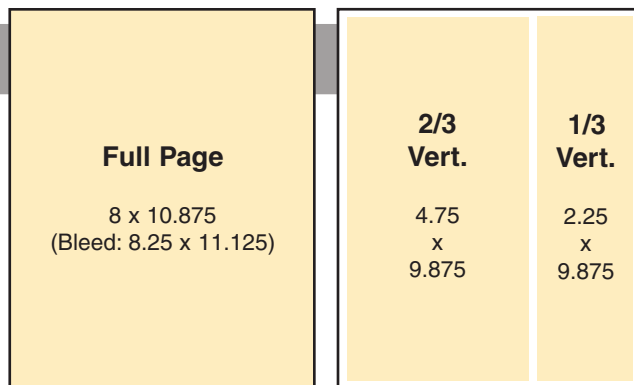 Full Page
8 x 10.875
(Bleed: 8.25 x 11.125)
2/3
Vert.
4.75
x
9.875
1/3
Vert.
2.25
x
9.875